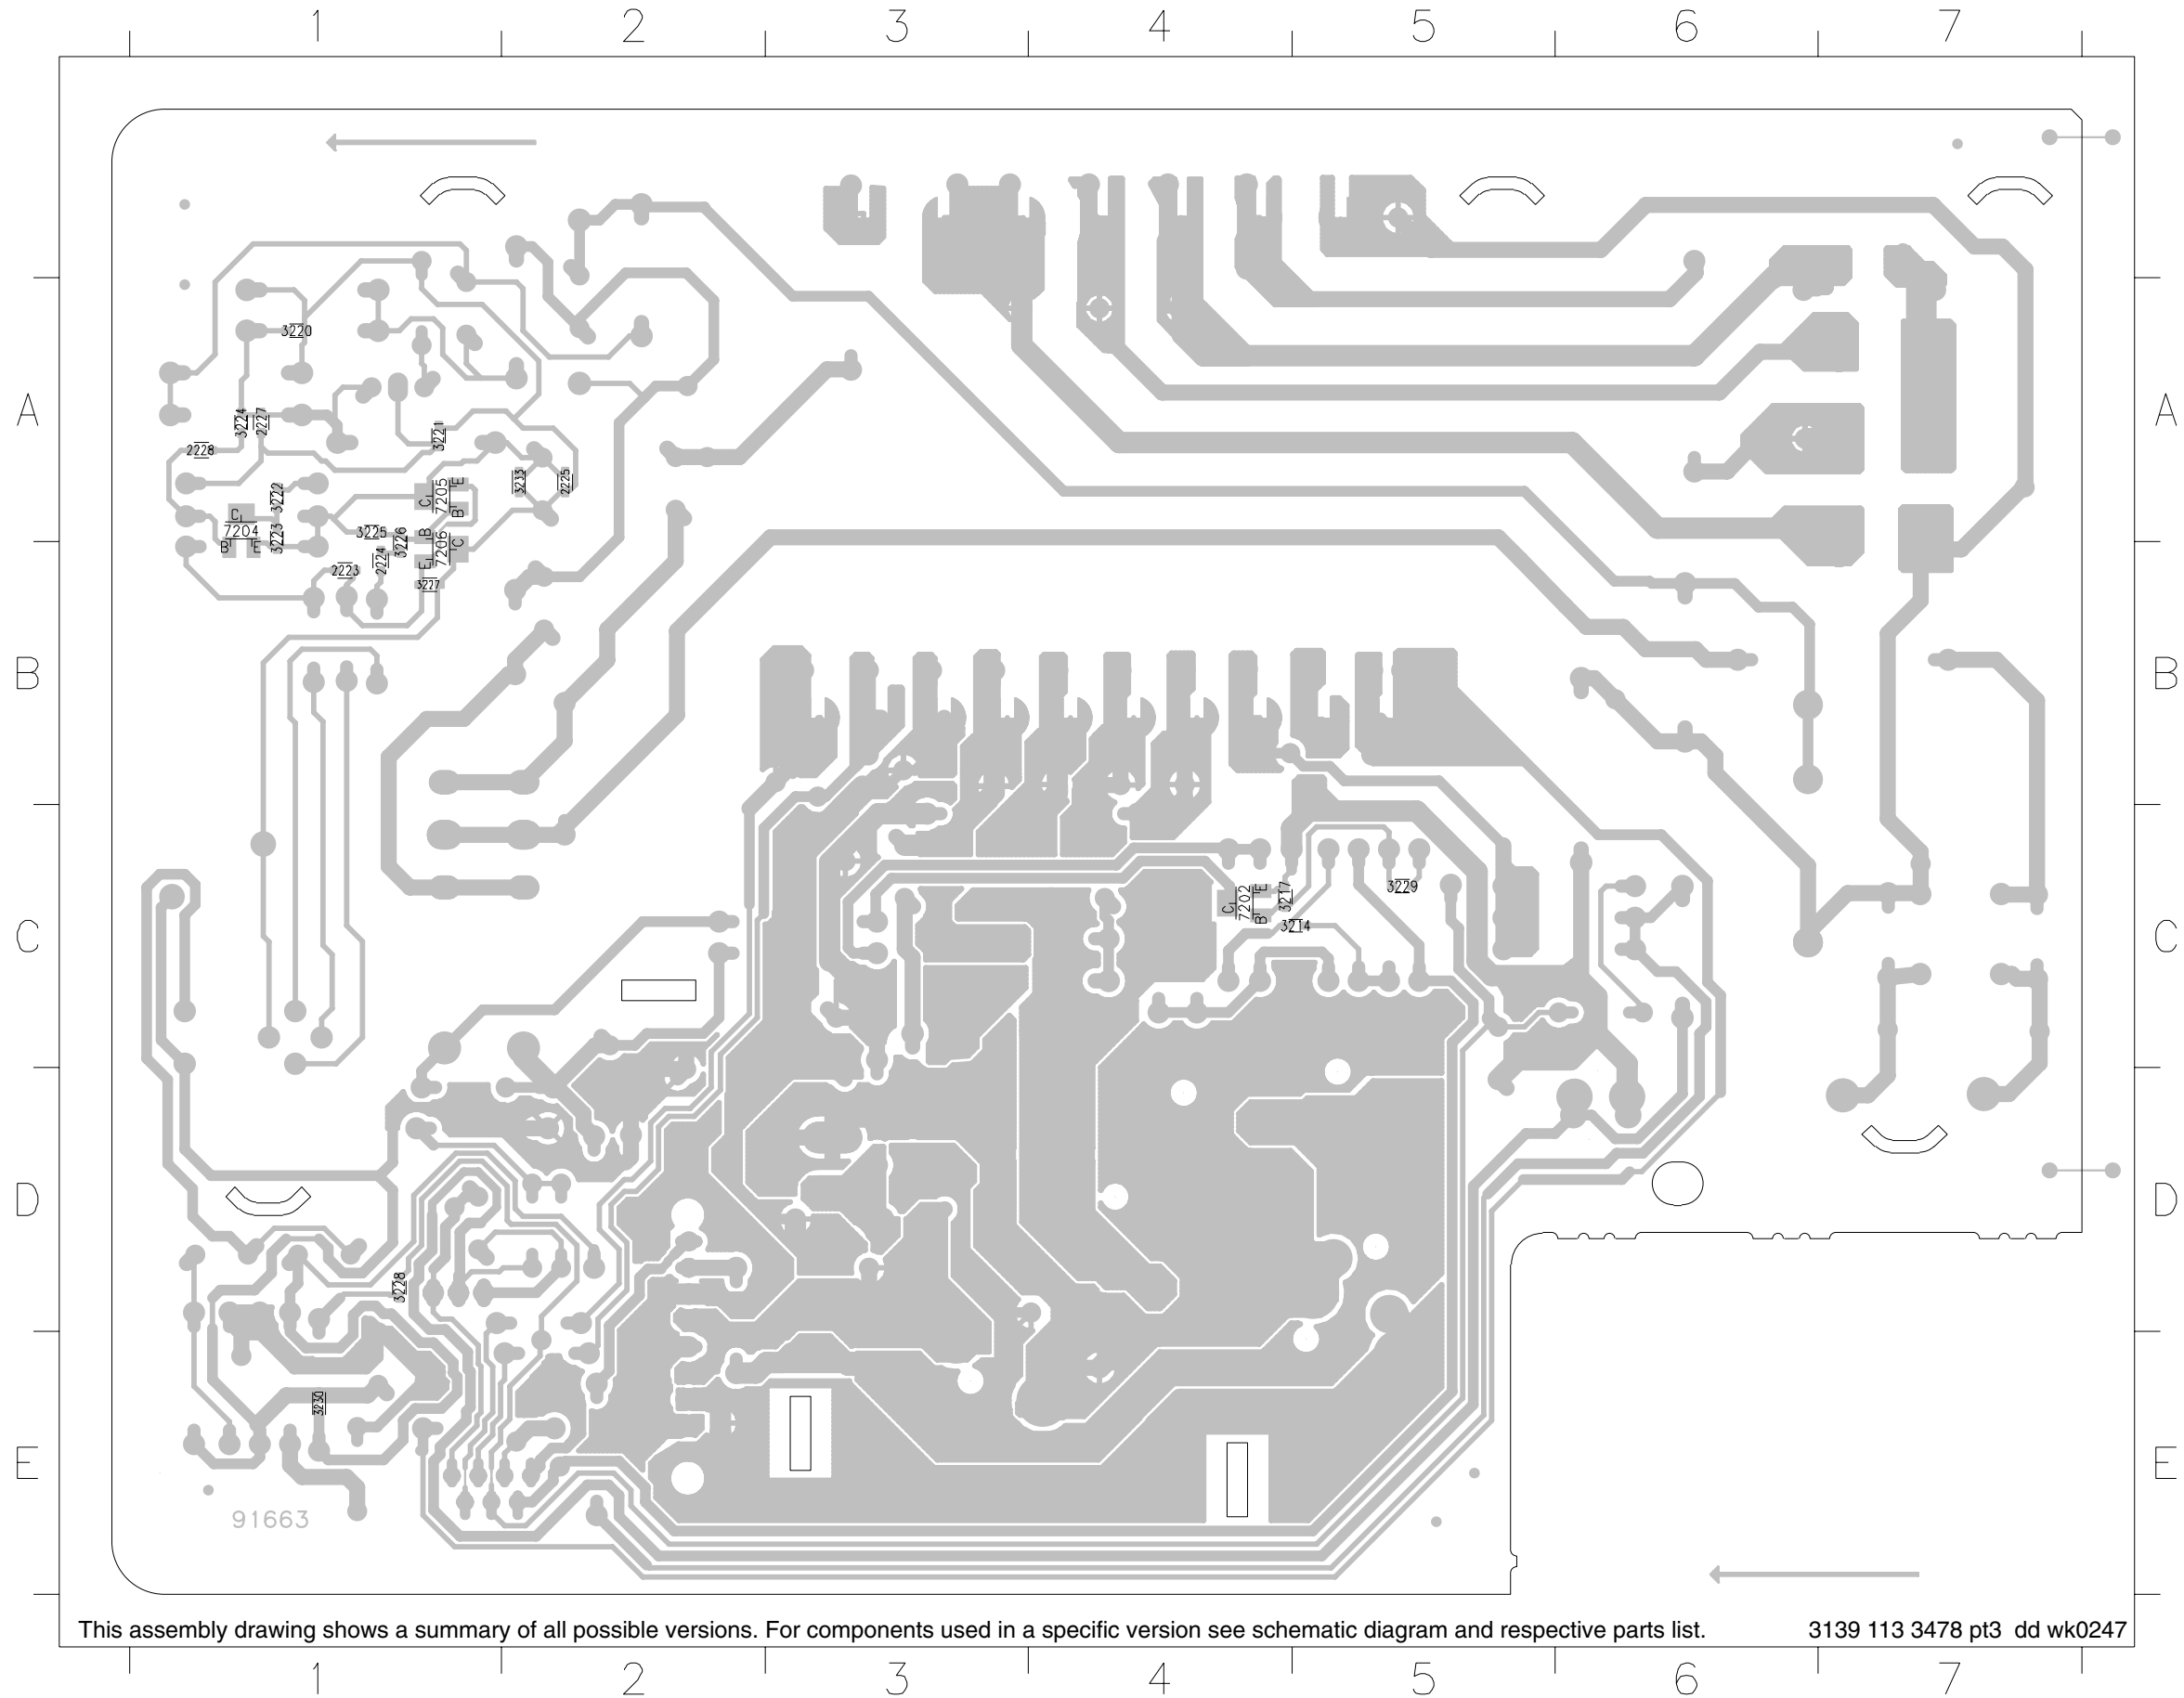 1 2 3 4 5 6 7
3220
A A
3224 2227 3221
2228
3233 2225
3222 C 7205 E B
C 7204 B E
3223 3225 3226 B 7206 C E
2224
2223
3227
B B
C 7202 E B 3217 3229
3214
C C
D D
3228
3230
E E
91663
This assembly drawing shows a summary of all possible versions. For components used in a specific version see schematic diagram and respective parts list. 3139 113 3478 pt3 dd wk0247
1 2 3 4 5 6 7